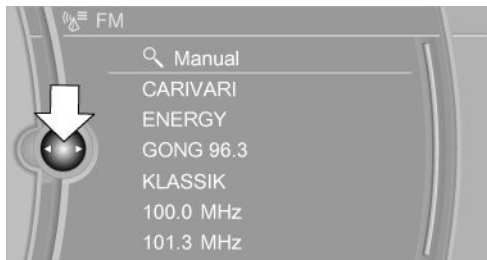 FM
Manual
CARIVARI
ENERGY
GONG 96.3
KLASSIK
100.0 MHz
101.3 MHz